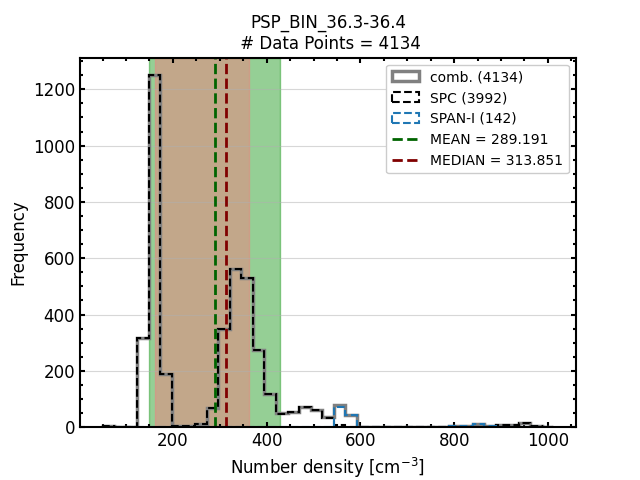 PSP_BIN_36.3-36.4
# Data Points = 4134
comb. (4134)
SPC (3992)
SPAN-I (142)
MEAN = 289.191
MEDIAN = 313.851
Frequency
1200
1000
800
600
400
200
0
200 400 600 800 1000
Number density [cm⁻³]